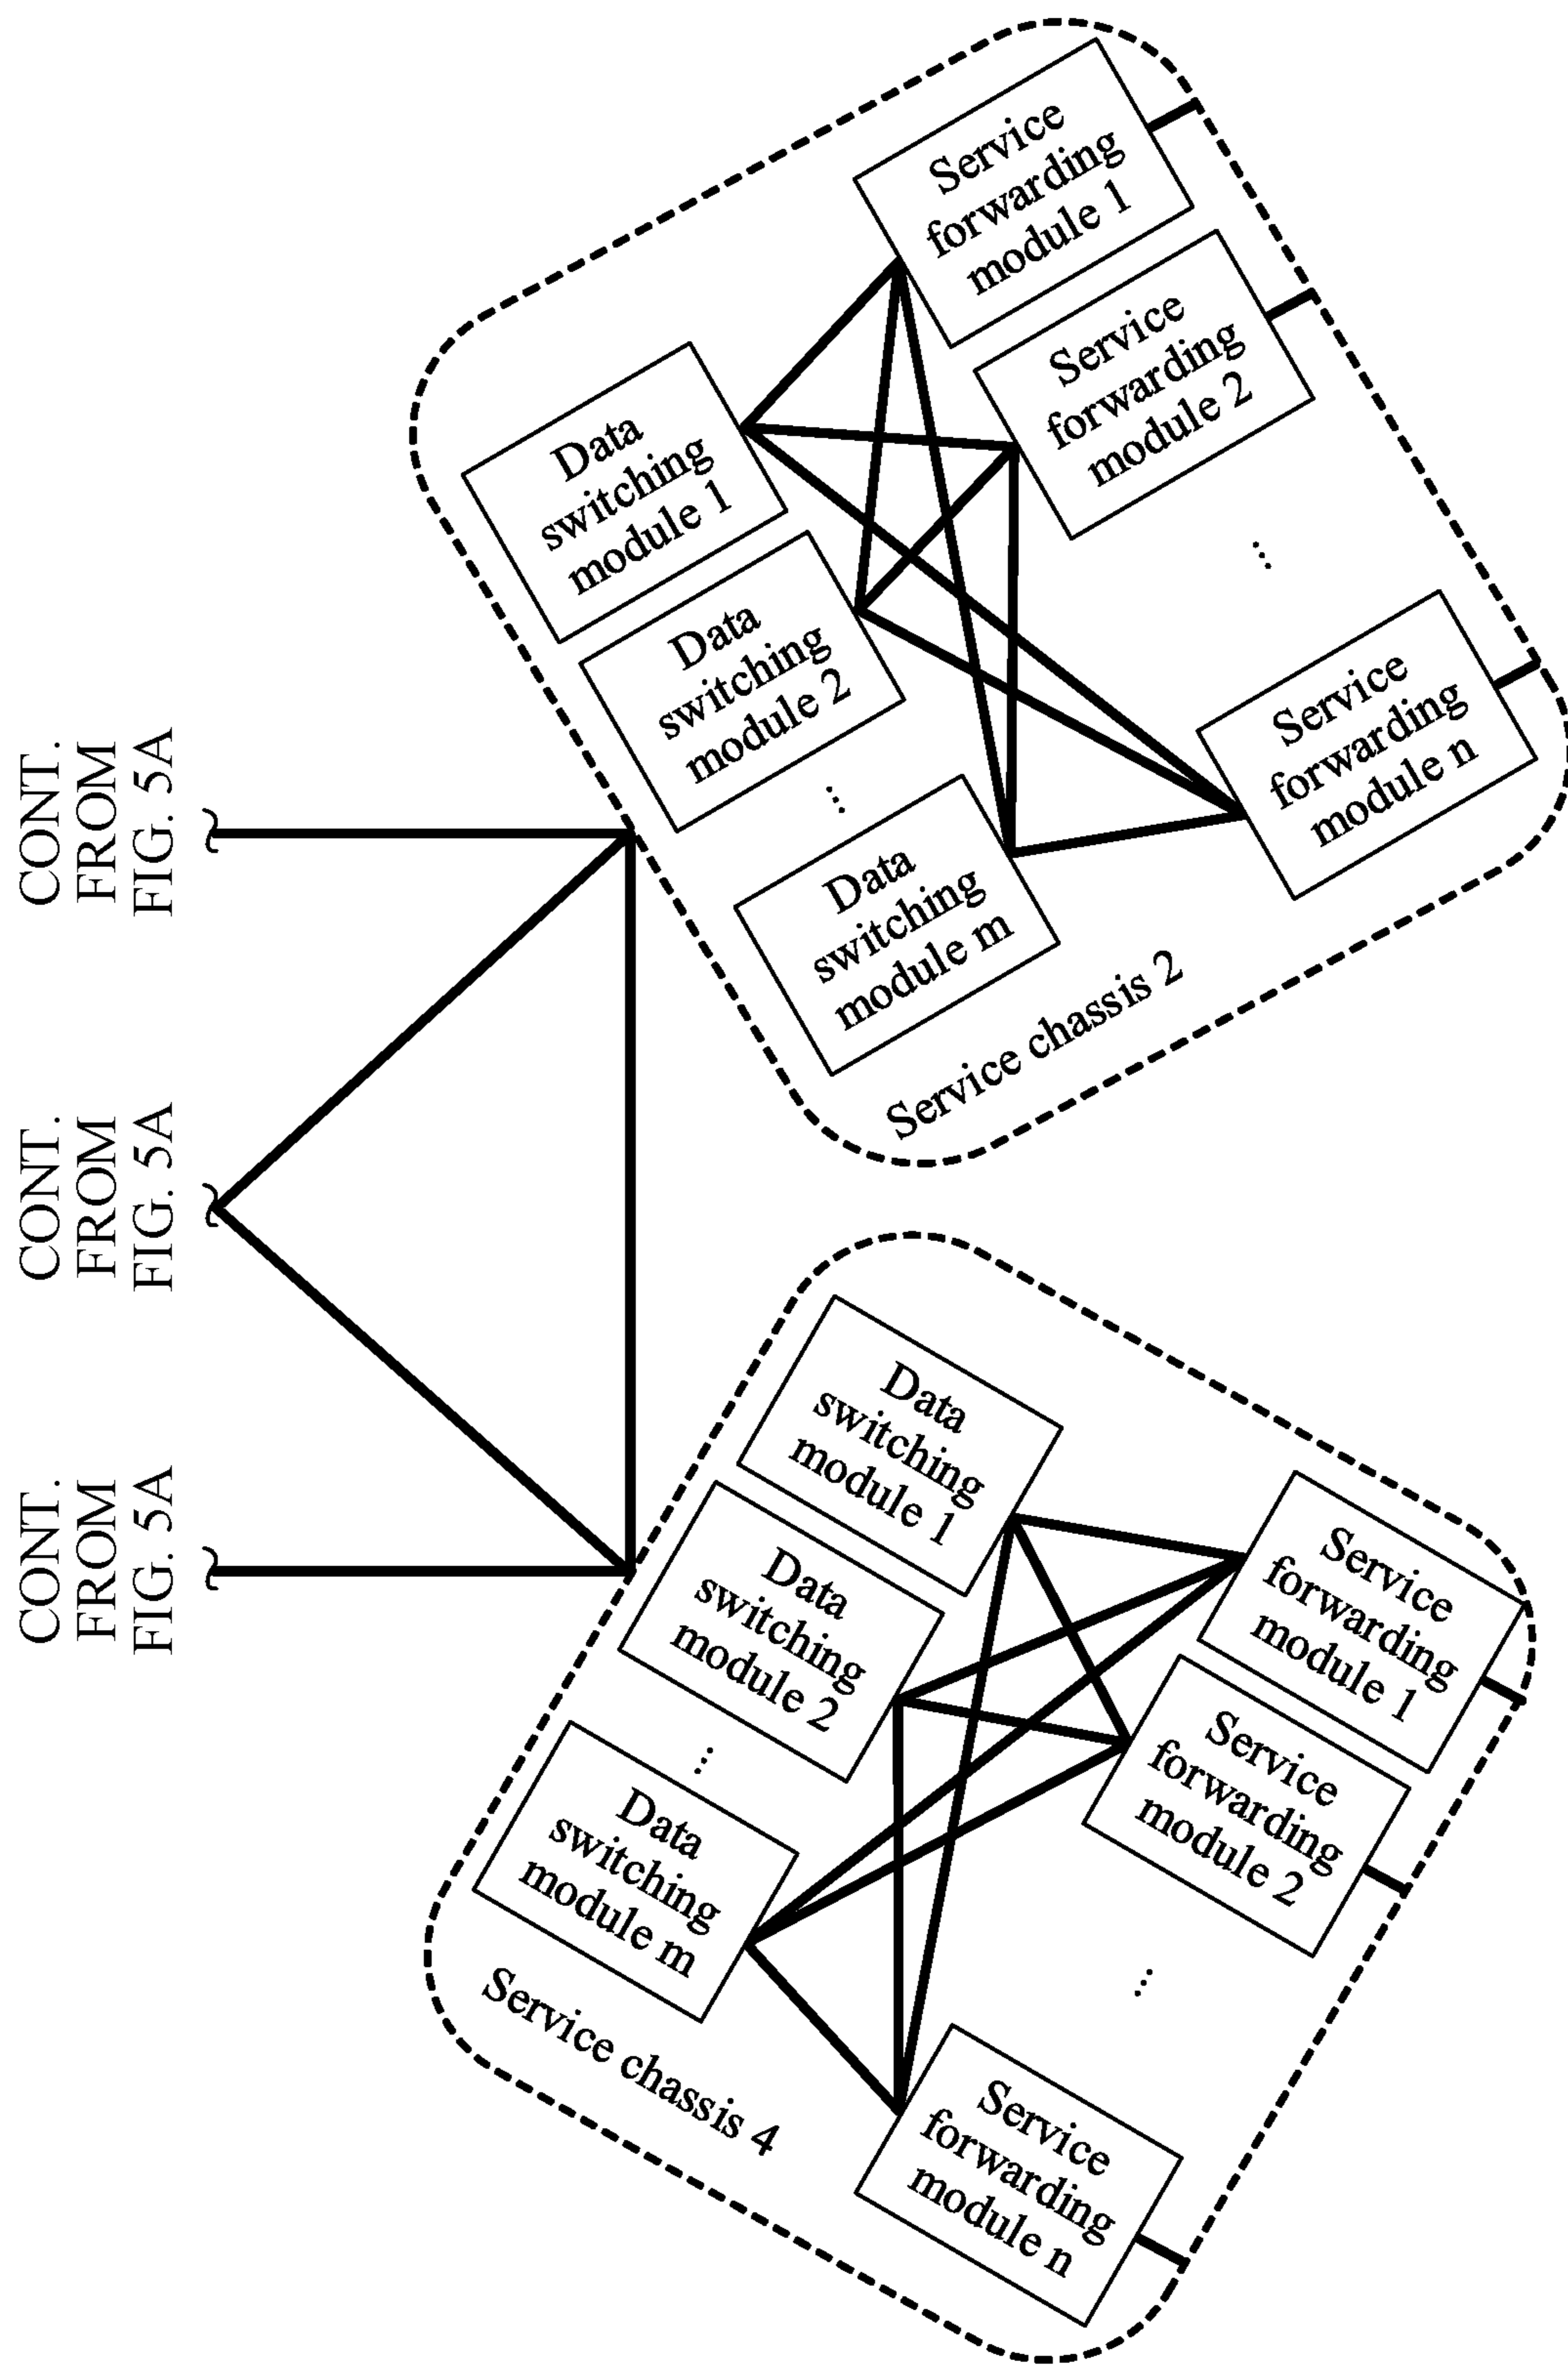 CONT.
FROM
FIG. 5A
CONT.
FROM
FIG. 5A
CONT.
FROM
FIG. 5A
Data
switching
module 1
Data
switching
module 2
...
Data
switching
module m
Service
forwarding
module 1
Service
forwarding
module 2
...
Service
forwarding
module n
Service chassis 2
Data
switching
module 1
Data
switching
module 2
...
Data
switching
module m
Service
forwarding
module 1
Service
forwarding
module 2
...
Service
forwarding
module n
Service chassis 4